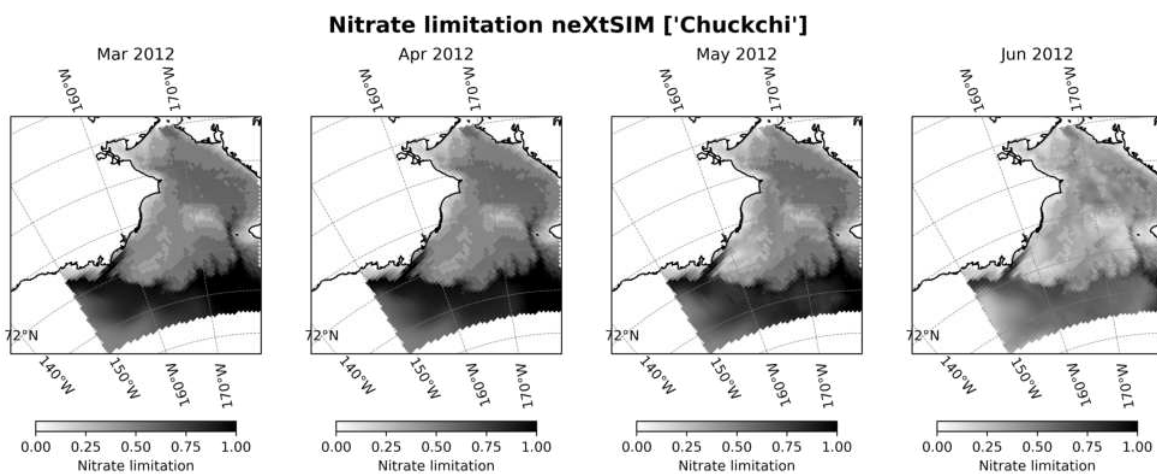 Nitrate limitation neXtSIM ['Chuckchi']
Mar 2012 Apr 2012 May 2012 Jun 2012
160°W 170°W 160°W 170°W 160°W 170°W 160°W 170°W
72°N 72°N 72°N 72°N
140°W 150°W 160°W 170°W 140°W 150°W 160°W 170°W 140°W 150°W 160°W 170°W 140°W 150°W 160°W 170°W
0.00 0.25 0.50 0.75 1.00 0.00 0.25 0.50 0.75 1.00 0.00 0.25 0.50 0.75 1.00 0.00 0.25 0.50 0.75 1.00
Nitrate limitation Nitrate limitation Nitrate limitation Nitrate limitation